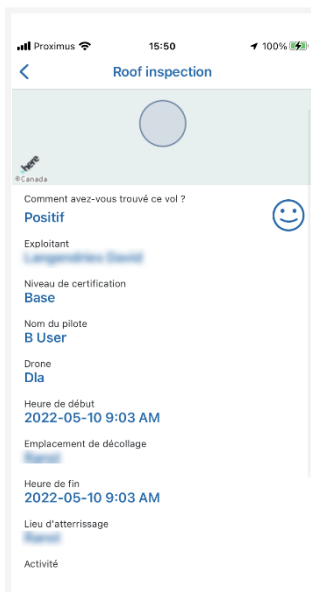 Proximus
15:50
100%
Roof inspection
here
© Canada
Comment avez-vous trouvé ce vol ?
Positif
Exploitant
Niveau de certification
Base
Nom du pilote
B User
Drone
Dla
Heure de début
2022-05-10 9:03 AM
Emplacement de décollage
Heure de fin
2022-05-10 9:03 AM
Lieu d'atterrissage
Activité